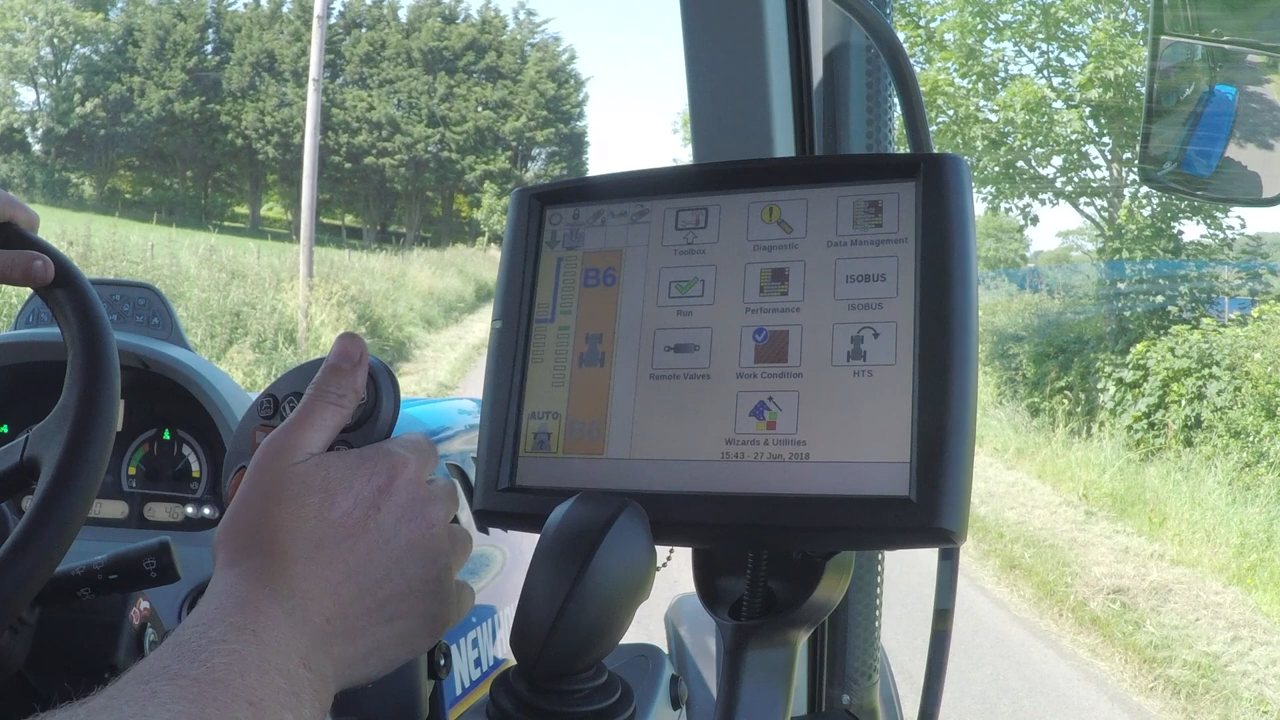 B6
AUTO
Toolbox
Diagnostic
Data Management
Run
Performance
ISOBUS
ISOBUS
Remote Valves
Work Condition
HTS
Wizards & Utilities
15:43 - 27 Jun, 2018
46
NEW